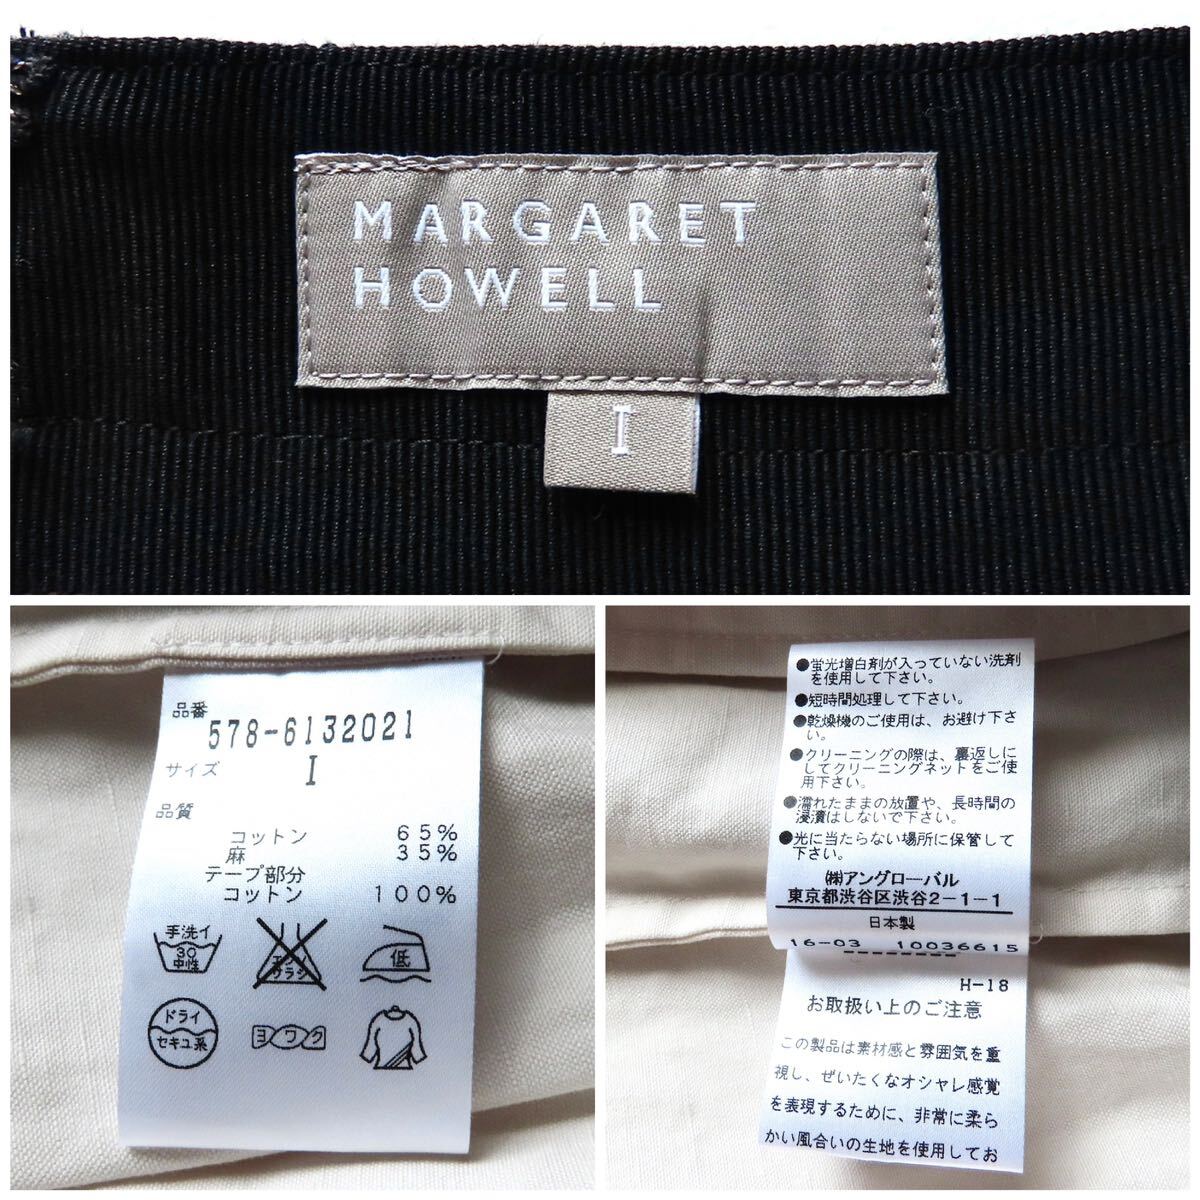 MARGARET
HOWELL
I
品番
578-6132021
サイズ I
品質
コットン 65%
麻 35%
テープ部分
コットン 100%
手洗イ
30
中性
エンソ
サラシ
低
ドライ
セキユ系
ヨワク
●蛍光増白剤が入っていない洗剤
を使用して下さい。
●短時間処理して下さい。
●乾燥機のご使用は、お避け下さ
い。
●クリーニングの際は、裏返しに
してクリーニングネットをご使
用下さい。
●濡れたままの放置や、長時間の
浸漬はしないで下さい。
●光に当たらない場所に保管して
下さい。
㈱アングローバル
東京都渋谷区渋谷2-1-1
日本製
16-03 10036615
H-18
お取扱い上のご注意
この製品は素材感と雰囲気を重
視し、ぜいたくなオシャレ感覚
を表現するために、非常に柔ら
かい風合いの生地を使用してお